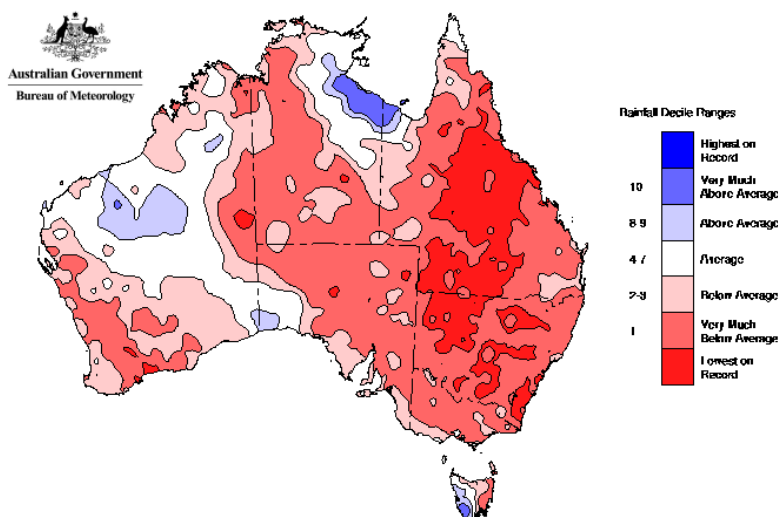 Australian Government
Bureau of Meteorology
Rainfall Decile Ranges
Highest on
Record
10
Very Much
Above Average
8-9
Above Average
4-7
Average
2-3
Below Average
1
Very Much
Below Average
Lowest on
Record